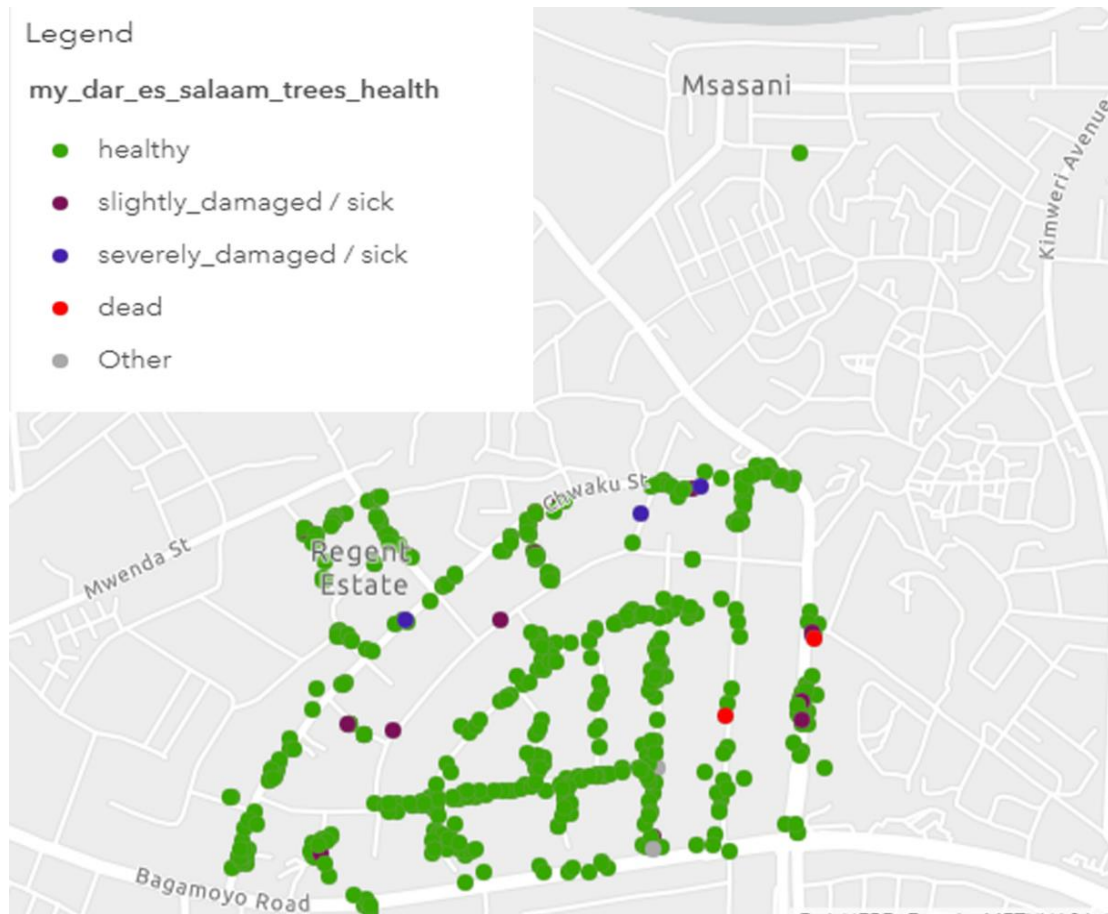 Legend
my_dar_es_salaam_trees_health
healthy
slightly_damaged / sick
severely_damaged / sick
dead
Other
Msasani
Kimweri Avenue
Chwaku St
Mwenda St
Regent
Estate
Bagamoyo Road